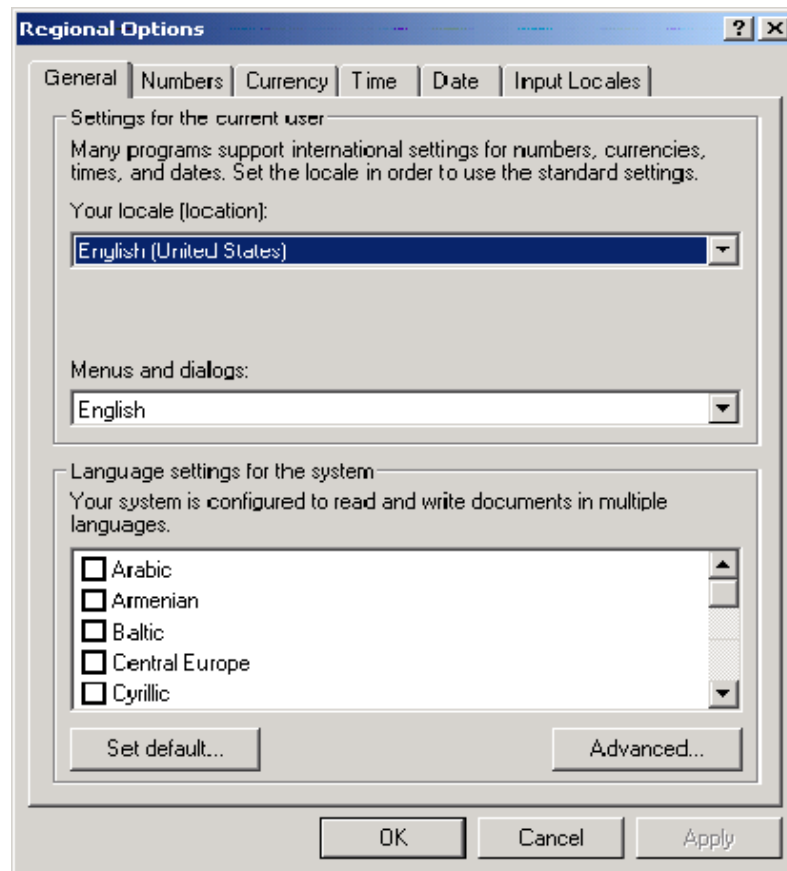 Regional Options
General Numbers Currency Time Date Input Locales
Settings for the current user
Many programs support international settings for numbers, currencies,
times, and dates. Set the locale in order to use the standard settings.
Your locale (location):
English (United States)
Menus and dialogs:
English
Language settings for the system
Your system is configured to read and write documents in multiple
languages.
Arabic
Armenian
Baltic
Central Europe
Cyrillic
Set default... Advanced...
OK Cancel Apply